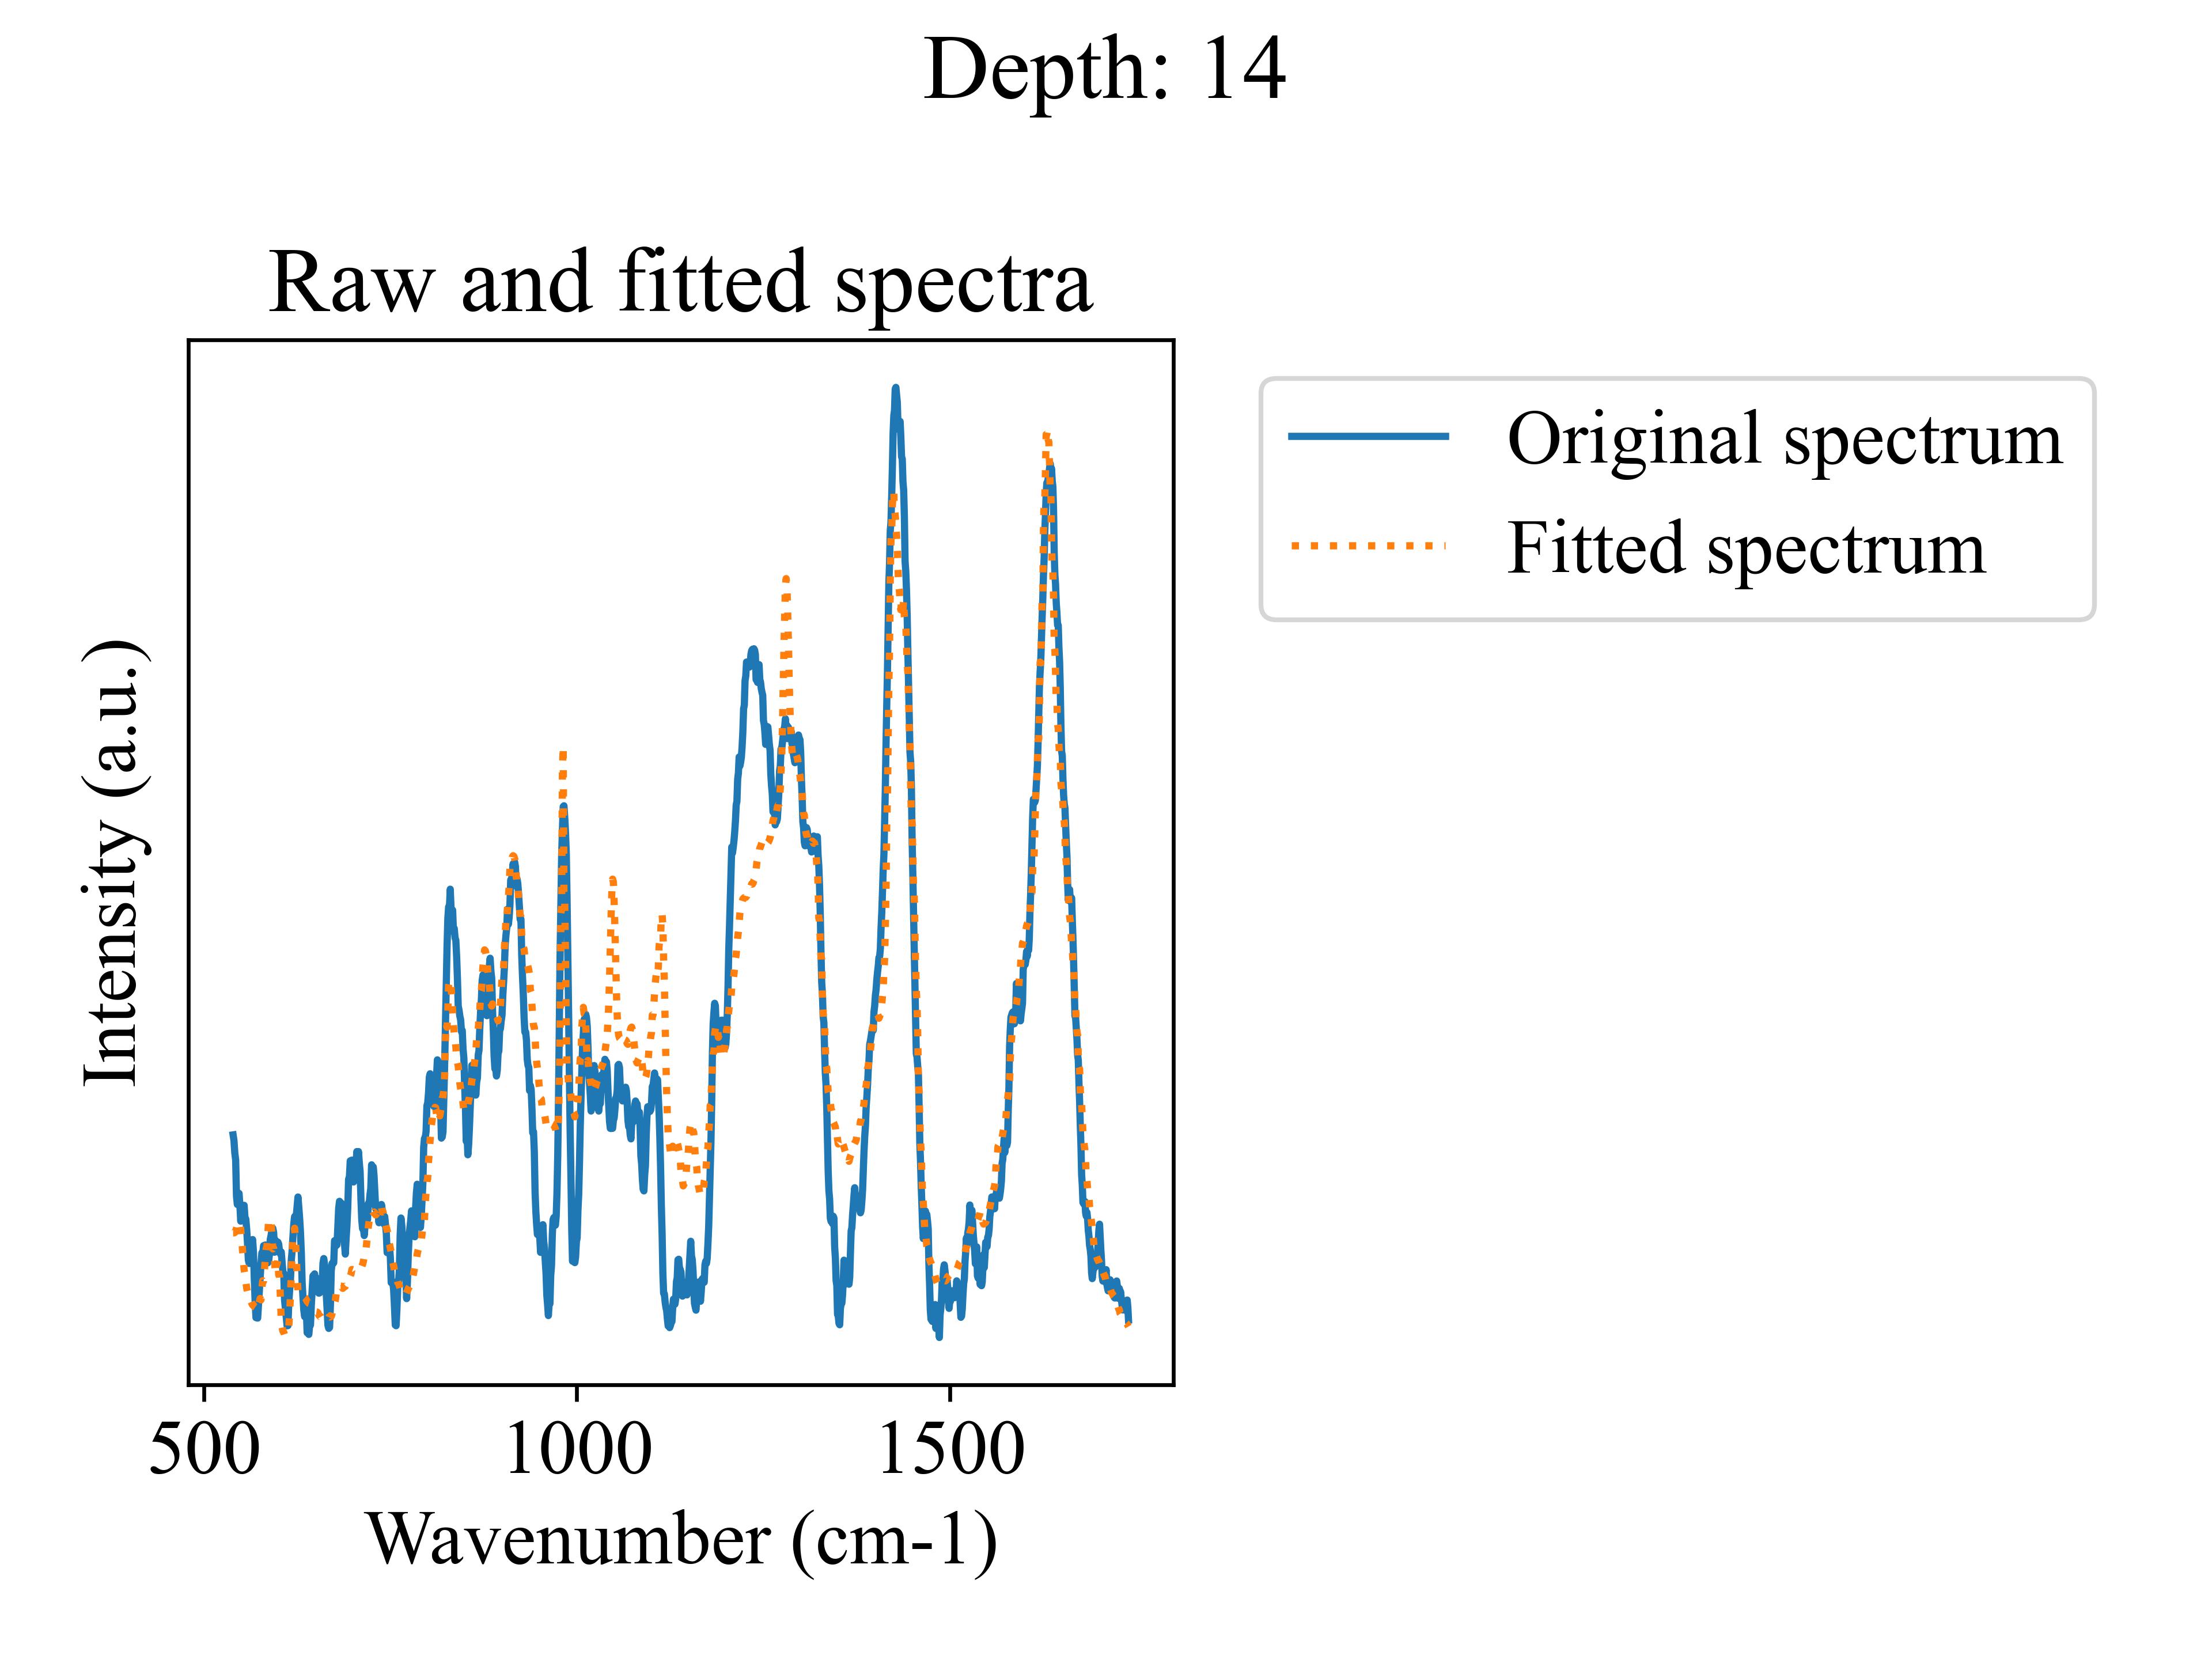 Depth: 14
Raw and fitted spectra
Original spectrum
Fitted spectrum
Intensity (a.u.)
500
1000
1500
Wavenumber (cm-1)